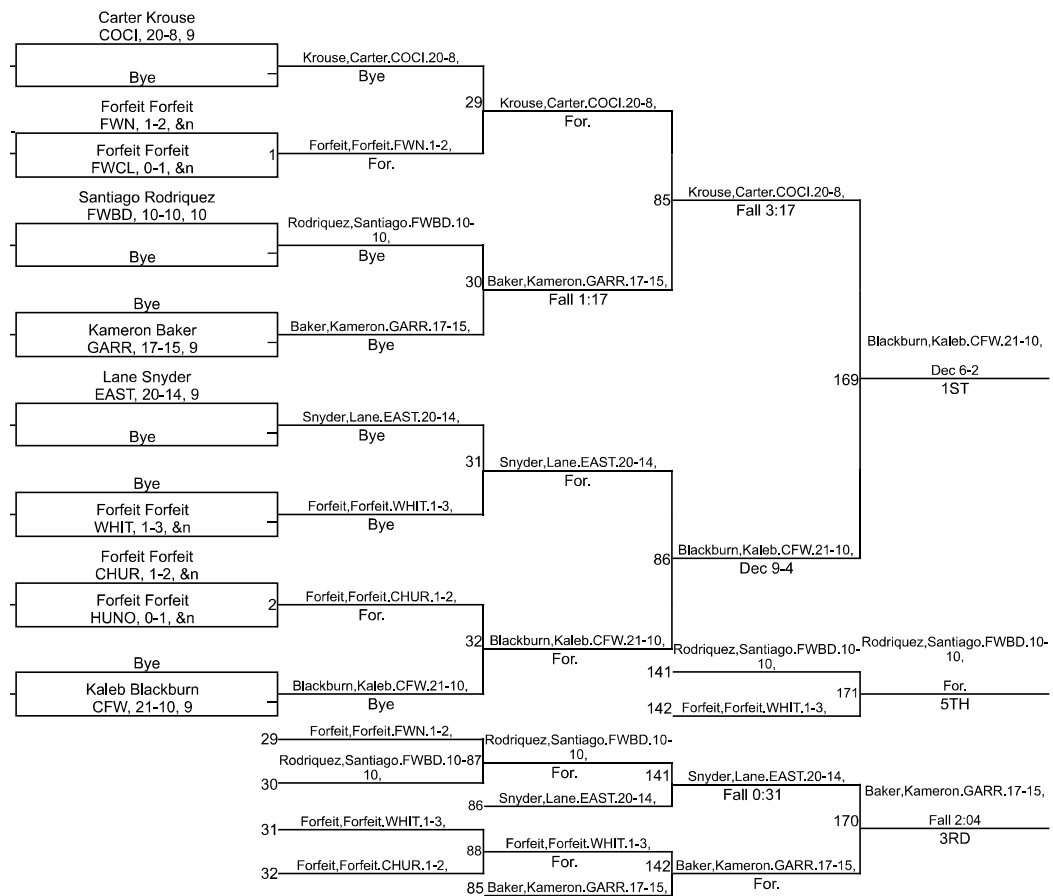 Carter Krouse
COCI, 20-8, 9
Bye
Krouse,Carter.COCI.20-8,
Bye
29
Krouse,Carter.COCI.20-8,
For.
Forfeit Forfeit
FWN, 1-2, &n
Forfeit Forfeit
FWCL, 0-1, &n
1
Forfeit,Forfeit.FWN.1-2,
For.
Santiago Rodriquez
FWBD, 10-10, 10
Bye
85
Krouse,Carter.COCI.20-8,
Fall 3:17
Rodriquez,Santiago.FWBD.10-
10,
Bye
30
Baker,Kameron.GARR.17-15,
Fall 1:17
Bye
Kameron Baker
GARR, 17-15, 9
Baker,Kameron.GARR.17-15,
Bye
Blackburn,Kaleb.CFW.21-10,
169
Dec 6-2
1ST
Lane Snyder
EAST, 20-14, 9
Bye
Snyder,Lane.EAST.20-14,
Bye
31
Snyder,Lane.EAST.20-14,
For.
Bye
Forfeit Forfeit
WHIT, 1-3, &n
Forfeit,Forfeit.WHIT.1-3,
Bye
86
Blackburn,Kaleb.CFW.21-10,
Dec 9-4
Forfeit Forfeit
CHUR, 1-2, &n
Forfeit Forfeit
HUNO, 0-1, &n
2
Forfeit,Forfeit.CHUR.1-2,
For.
32
Blackburn,Kaleb.CFW.21-10,
For.
Bye
Kaleb Blackburn
CFW, 21-10, 9
Blackburn,Kaleb.CFW.21-10,
Bye
141
Rodriquez,Santiago.FWBD.10-
10,
142
Forfeit,Forfeit.WHIT.1-3,
171
Rodriquez,Santiago.FWBD.10-
10,
For.
5TH
29
Forfeit,Forfeit.FWN.1-2,
30
Rodriquez,Santiago.FWBD.10-
10,
87
Rodriquez,Santiago.FWBD.10-
10,
For.
86
Snyder,Lane.EAST.20-14,
141
Snyder,Lane.EAST.20-14,
Fall 0:31
31
Forfeit,Forfeit.WHIT.1-3,
32
Forfeit,Forfeit.CHUR.1-2,
88
Forfeit,Forfeit.WHIT.1-3,
For.
85
Baker,Kameron.GARR.17-15,
142
Baker,Kameron.GARR.17-15,
For.
170
Baker,Kameron.GARR.17-15,
Fall 2:04
3RD